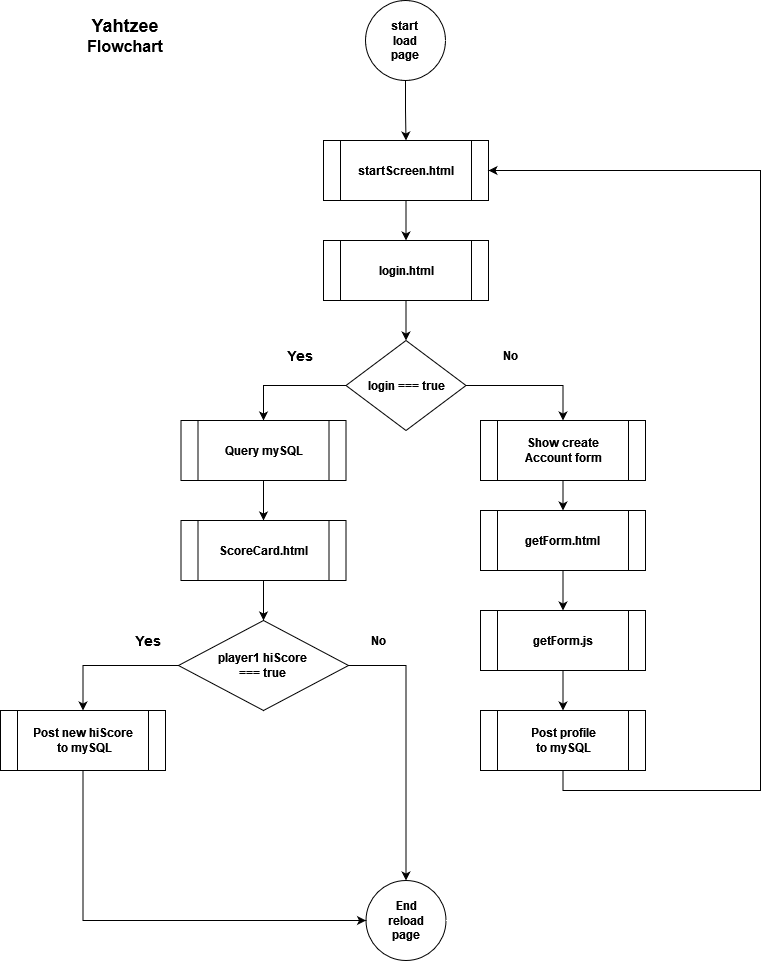 Yahtzee
Flowchart
start
load
page
startScreen.html
login.html
Yes
No
login === true
Query mySQL
Show create
Account form
ScoreCard.html
getForm.html
Yes
No
player1 hiScore
=== true
getForm.js
Post new hiScore
to mySQL
Post profile
to mySQL
End
reload
page